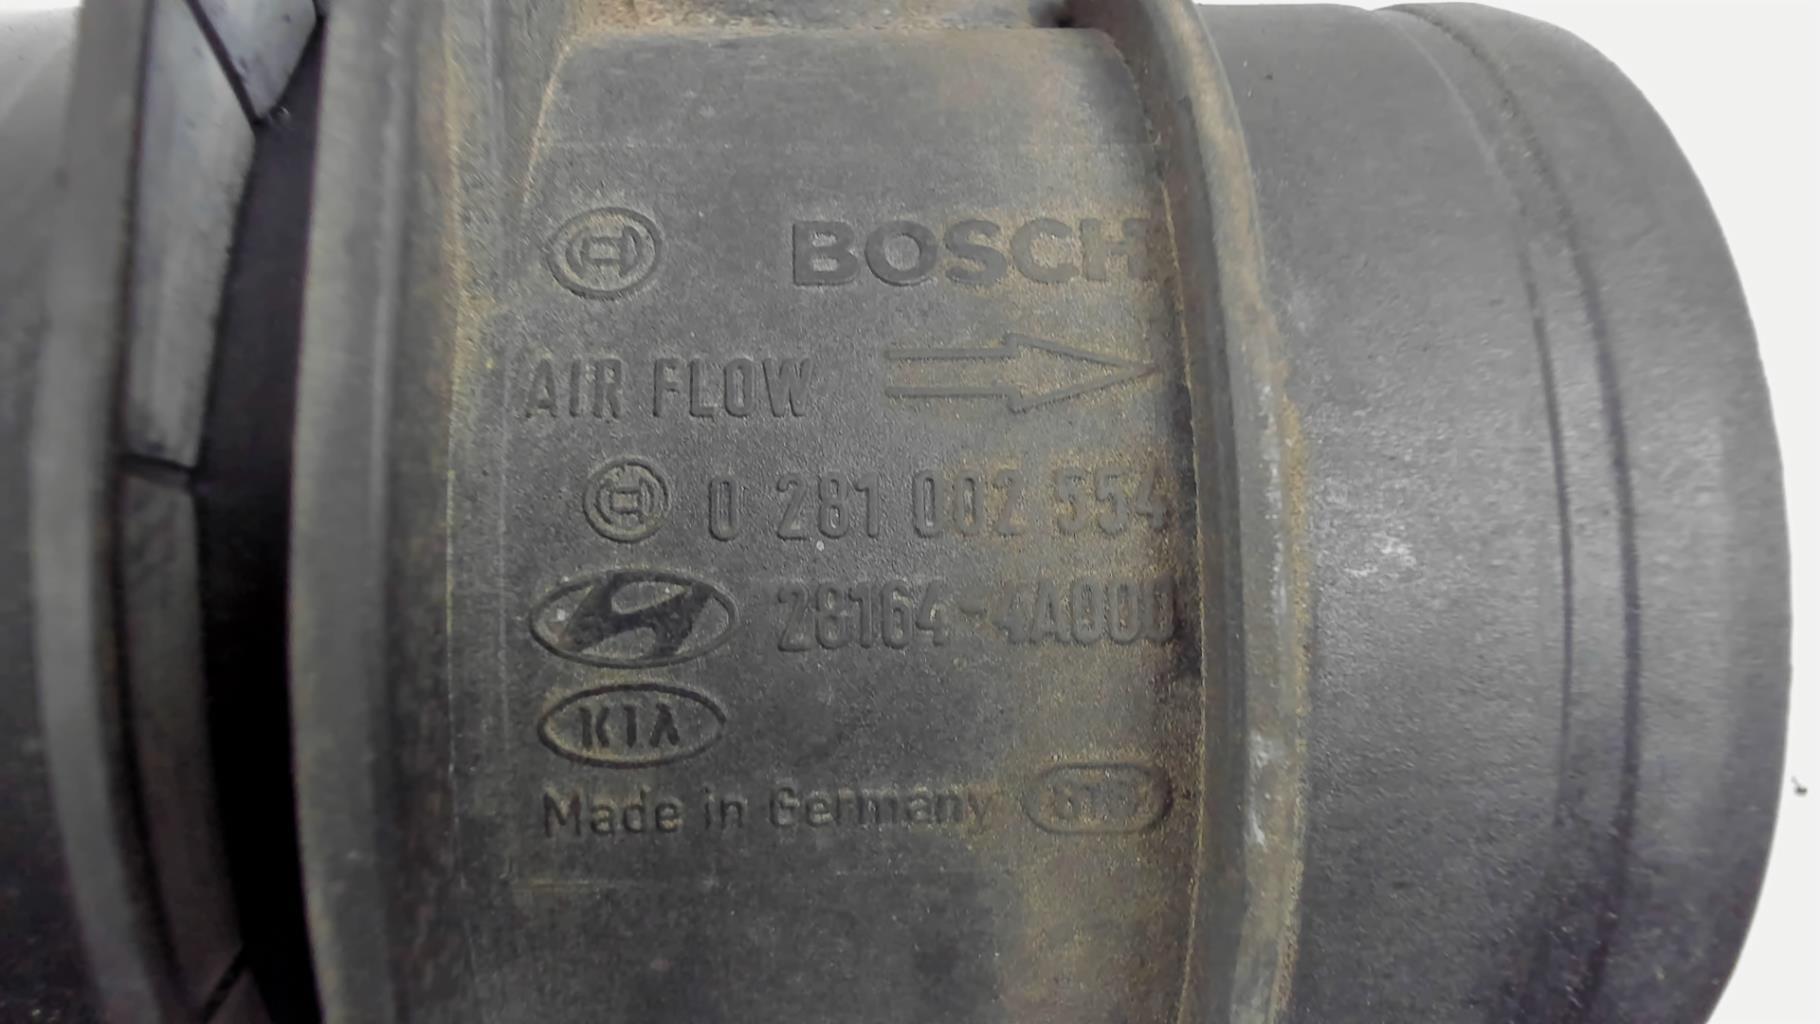 BOSCH
AIR FLOW
0 281 002 554
28164-4A000
KIA
Made in Germany